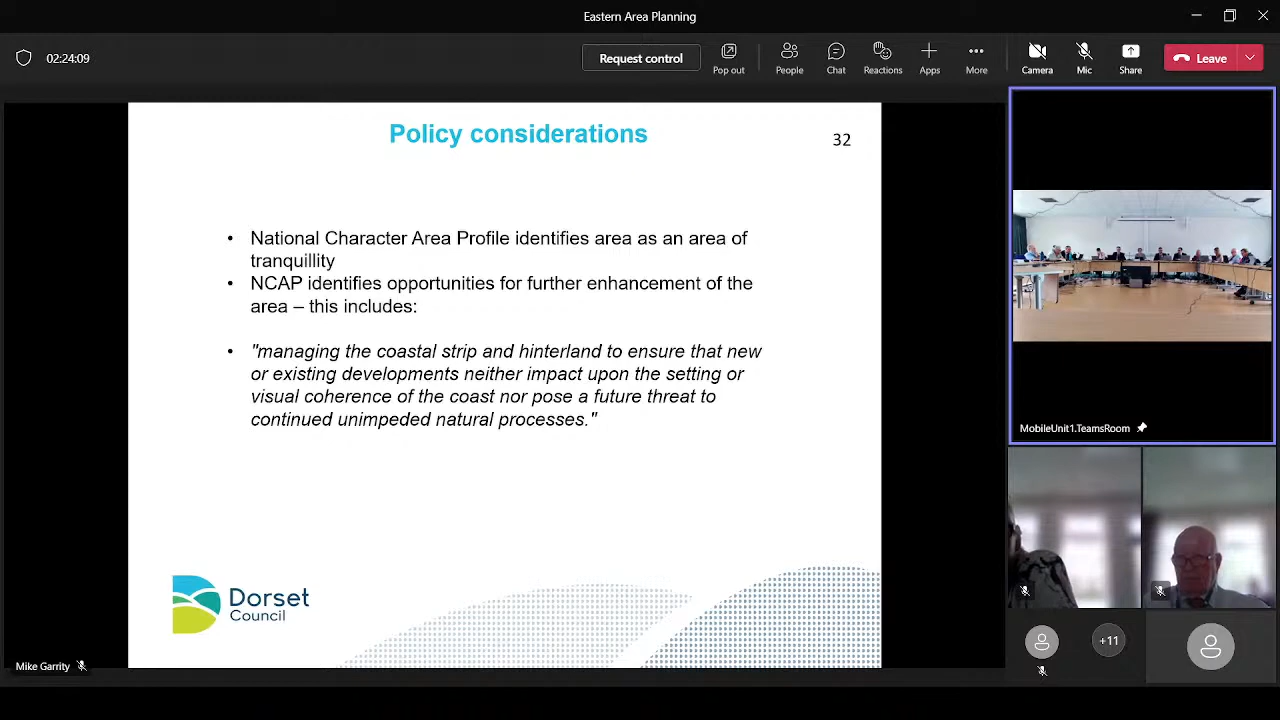 Eastern Area Planning
02:24:09
Request control
Pop out
People
Chat
Reactions
Apps
More
Camera
Mic
Share
Leave
Policy considerations
32
• National Character Area Profile identifies area as an area of
tranquillity
• NCAP identifies opportunities for further enhancement of the
area – this includes:
• "managing the coastal strip and hinterland to ensure that new
or existing developments neither impact upon the setting or
visual coherence of the coast nor pose a future threat to
continued unimpeded natural processes."
Dorset
Council
Mike Garrity
MobileUnit1.TeamsRoom
+11